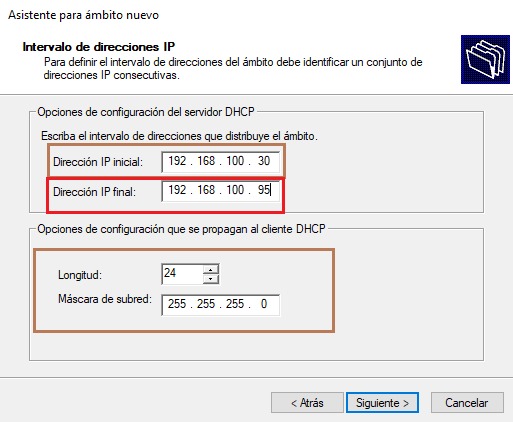 Asistente para ámbito nuevo
Intervalo de direcciones IP
Para definir el intervalo de direcciones del ámbito debe identificar un conjunto de
direcciones IP consecutivas.
Opciones de configuración del servidor DHCP
Escriba el intervalo de direcciones que distribuye el ámbito.
Dirección IP inicial: 192 . 168 . 100 . 30
Dirección IP final: 192 . 168 . 100 . 95
Opciones de configuración que se propagan al cliente DHCP
Longitud: 24
Máscara de subred: 255 . 255 . 255 . 0
< Atrás Siguiente > Cancelar